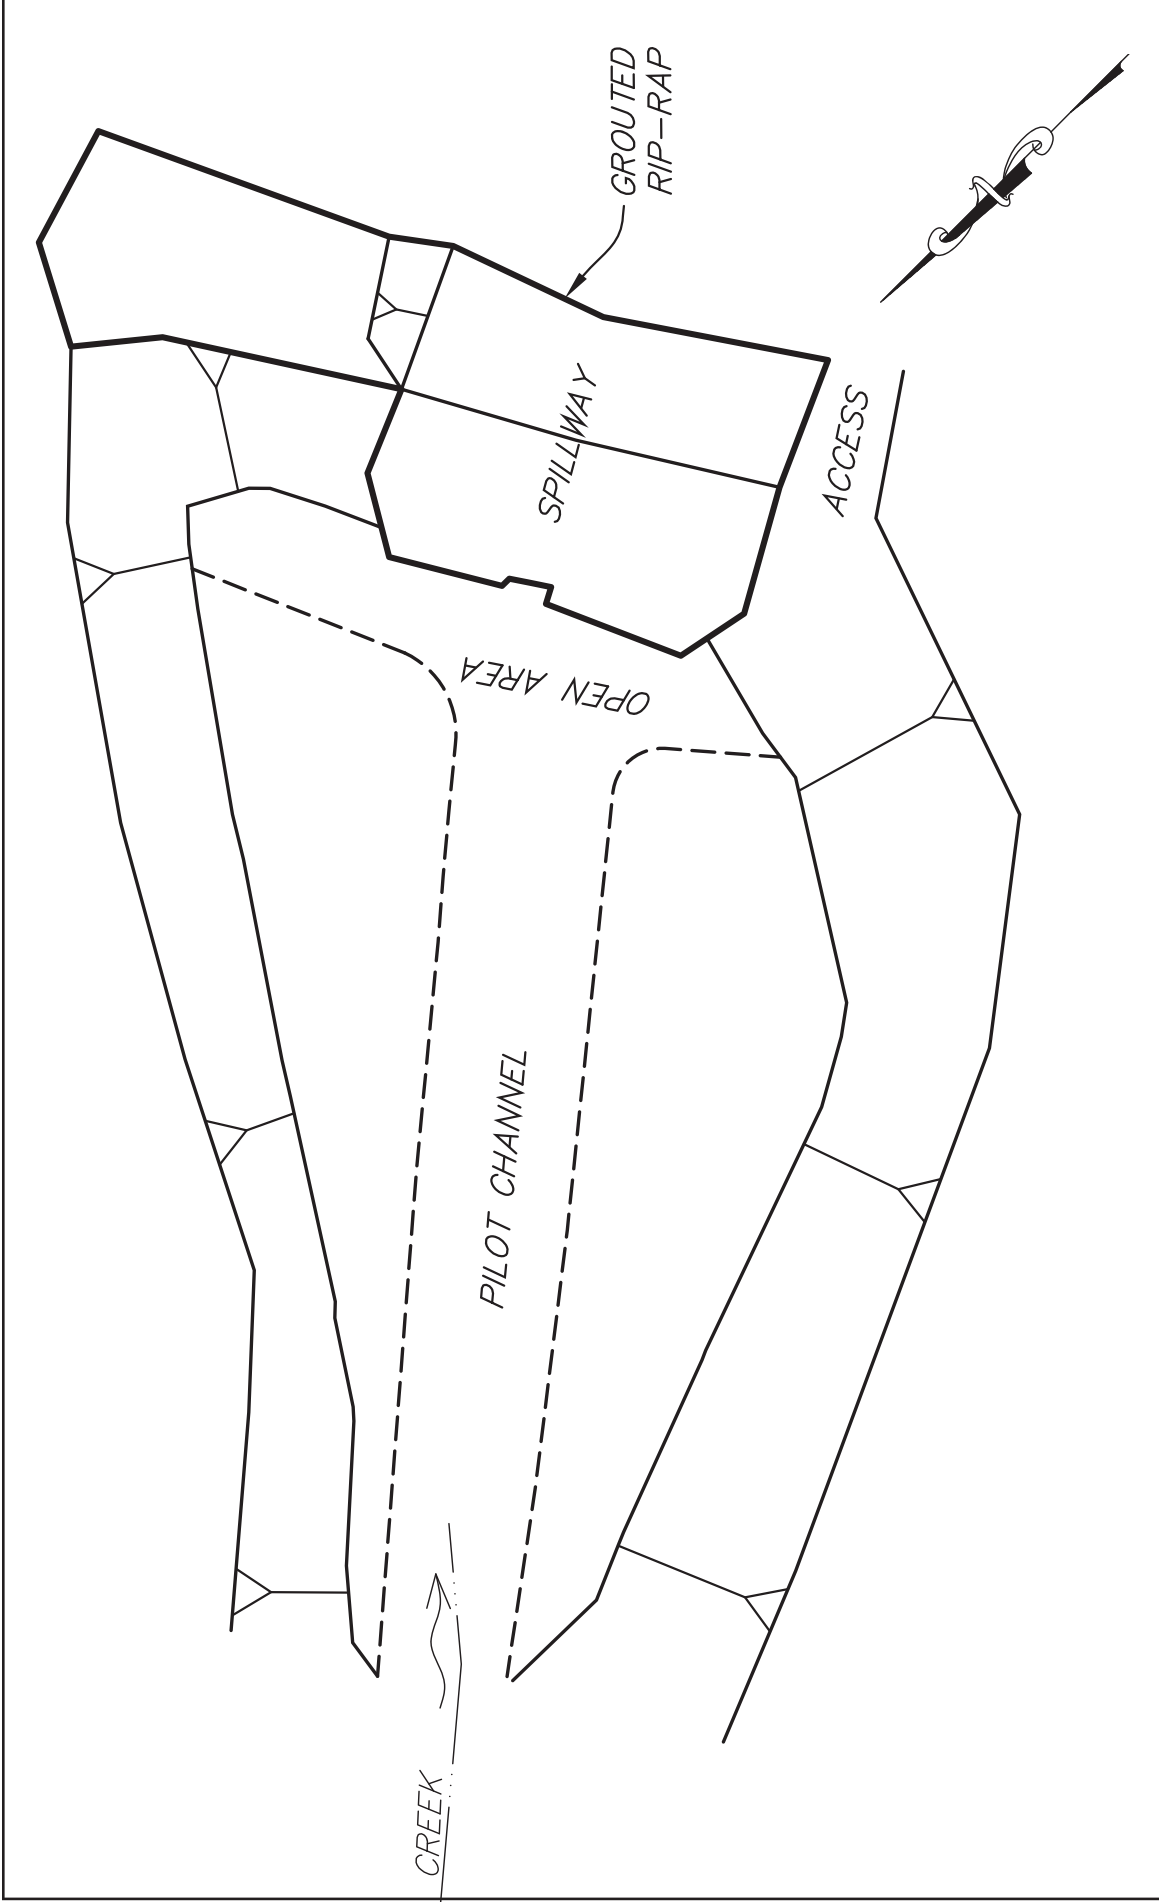 GROUTED
RIP–RAP
SPILLWAY
ACCESS
OPEN AREA
PILOT CHANNEL
CREEK